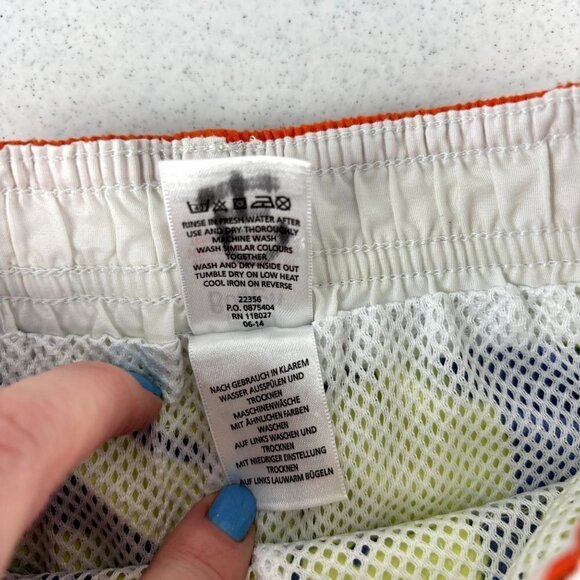 RINSE IN FRESH WATER AFTER
USE AND DRY THOROUGHLY
MACHINE WASH
WASH SIMILAR COLOURS
TOGETHER
WASH AND DRY INSIDE OUT
TUMBLE DRY ON LOW HEAT
COOL IRON ON REVERSE
22356
P.O. 0875404
RN 118027
06-14
NACH GEBRAUCH IN KLAREM
WASSER AUSSPÜLEN UND
TROCKNEN
MASCHINENWÄSCHE
MIT ÄHNLICHEN FARBEN
WASCHEN
AUF LINKS WASCHEN UND
TROCKNEN
MIT NIEDRIGER EINSTELLUNG
TROCKNEN
AUF LINKS LAUWARM BÜGELN